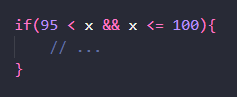 if(95 < x && x <= 100){
    // ...
}